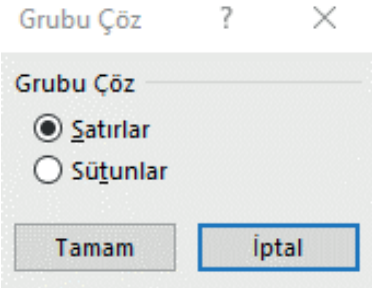 Grubu Çöz ?
Grubu Çöz
Satırlar
Sütunlar
Tamam İptal